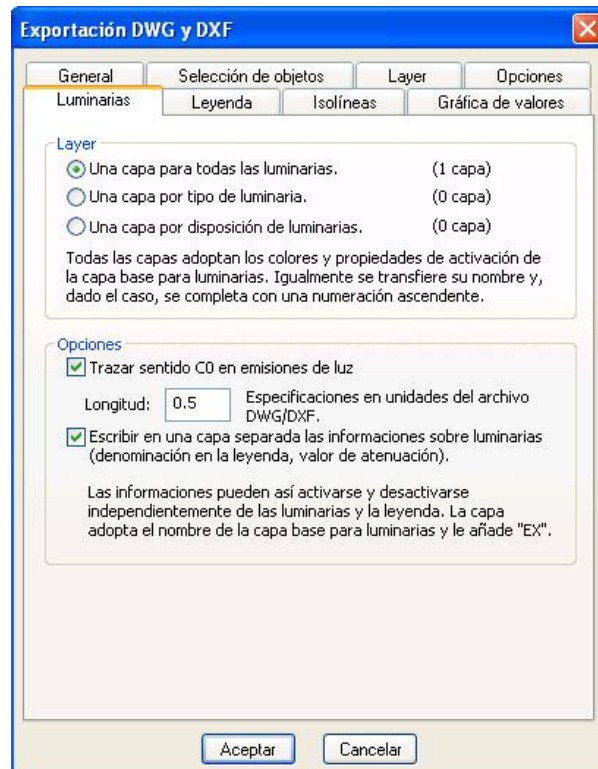 Exportación DWG y DXF
General Selección de objetos Layer Opciones
Luminarias Leyenda Isolíneas Gráfica de valores
Layer
Una capa para todas las luminarias. (1 capa)
Una capa por tipo de luminaria. (0 capa)
Una capa por disposición de luminarias. (0 capa)
Todas las capas adoptan los colores y propiedades de activación de
la capa base para luminarias. Igualmente se transfiere su nombre y,
dado el caso, se completa con una numeración ascendente.
Opciones
Trazar sentido C0 en emisiones de luz
Longitud: 0.5 Especificaciones en unidades del archivo
DWG/DXF.
Escribir en una capa separada las informaciones sobre luminarias
(denominación en la leyenda, valor de atenuación).
Las informaciones pueden así activarse y desactivarse
independientemente de las luminarias y la leyenda. La capa
adopta el nombre de la capa base para luminarias y le añade "EX".
Aceptar Cancelar